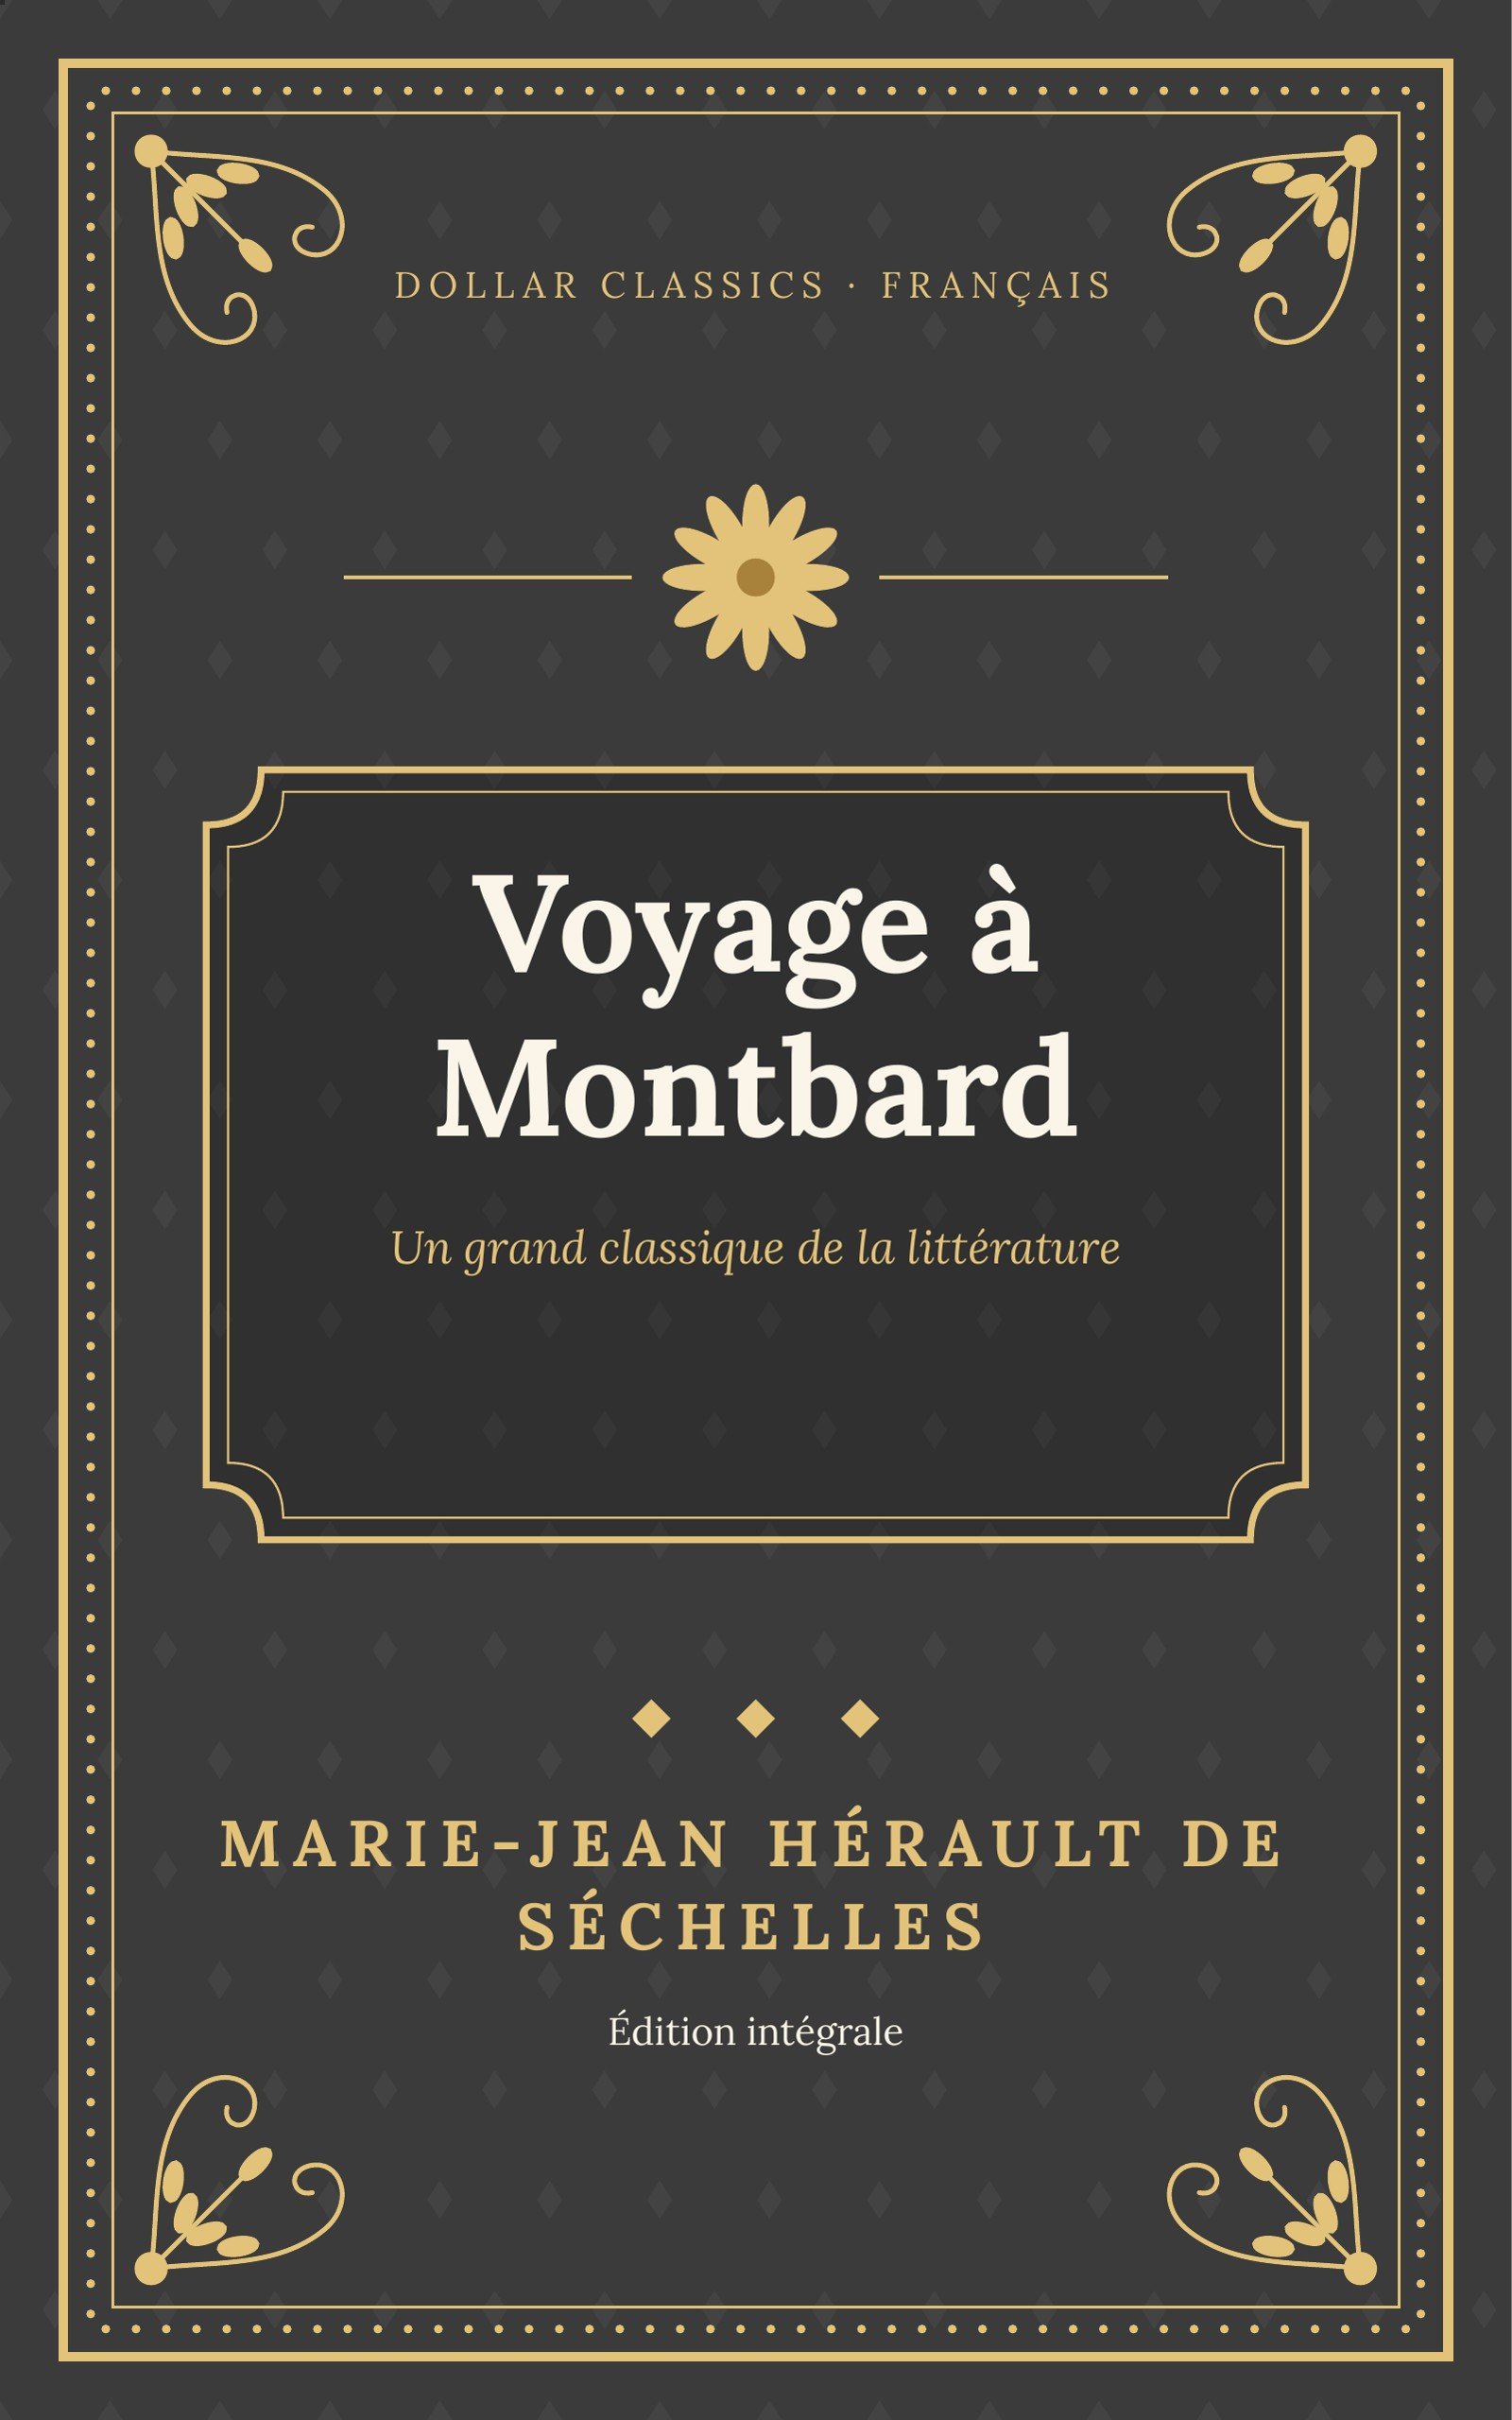 DOLLAR CLASSICS · FRANÇAIS
Voyage à
Montbard
Un grand classique de la littérature
MARIE-JEAN HÉRAULT DE
SÉCHELLES
Édition intégrale